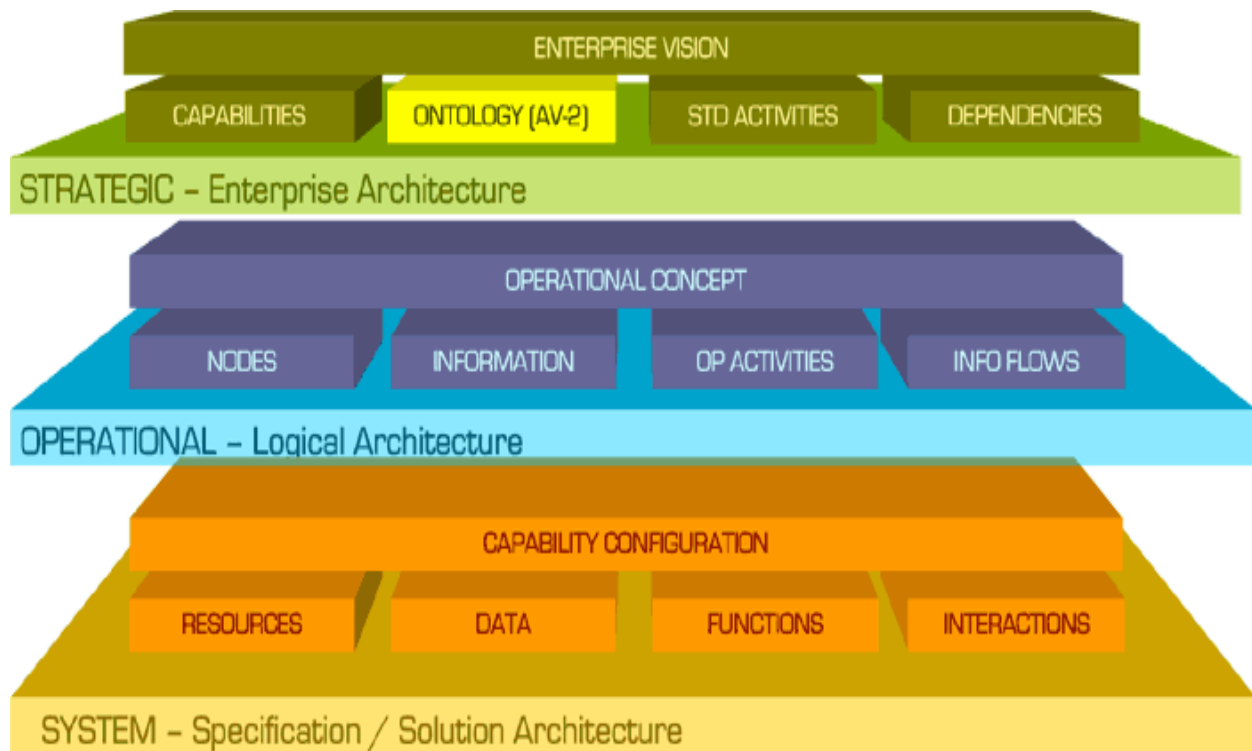 ENTERPRISE VISION
CAPABILITIES
ONTOLOGY (AV-2)
STD ACTIVITIES
DEPENDENCIES
STRATEGIC – Enterprise Architecture
OPERATIONAL CONCEPT
NODES
INFORMATION
OP ACTIVITIES
INFO FLOWS
OPERATIONAL – Logical Architecture
CAPABILITY CONFIGURATION
RESOURCES
DATA
FUNCTIONS
INTERACTIONS
SYSTEM – Specification / Solution Architecture